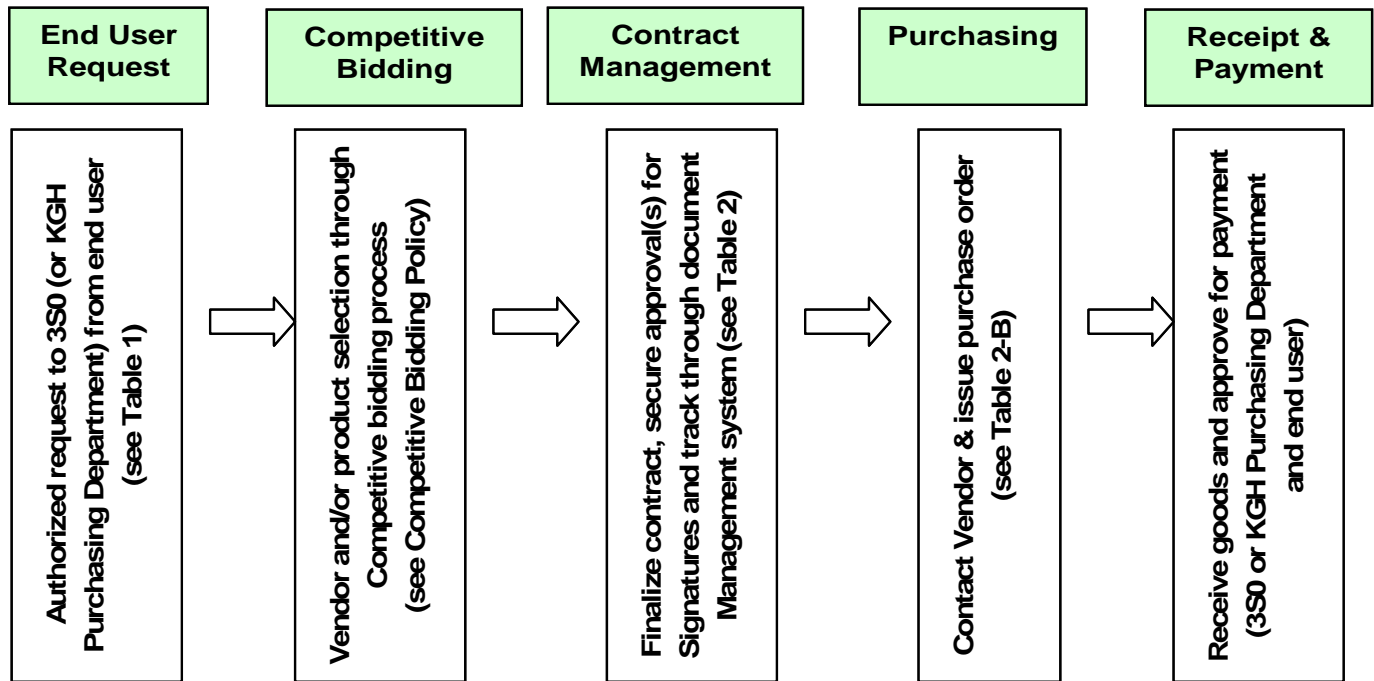 End User
Request
Competitive
Bidding
Contract
Management
Purchasing
Receipt &
Payment
Authorized request to 3S0 (or KGH
Purchasing Department) from end user
(see Table 1)
Vendor and/or product selection through
Competitive bidding process
(see Competitive Bidding Policy)
Finalize contract, secure approval(s) for
Signatures and track through document
Management system (see Table 2)
Contact Vendor & issue purchase order
(see Table 2-B)
Receive goods and approve for payment
(3S0 or KGH Purchasing Department
and end user)